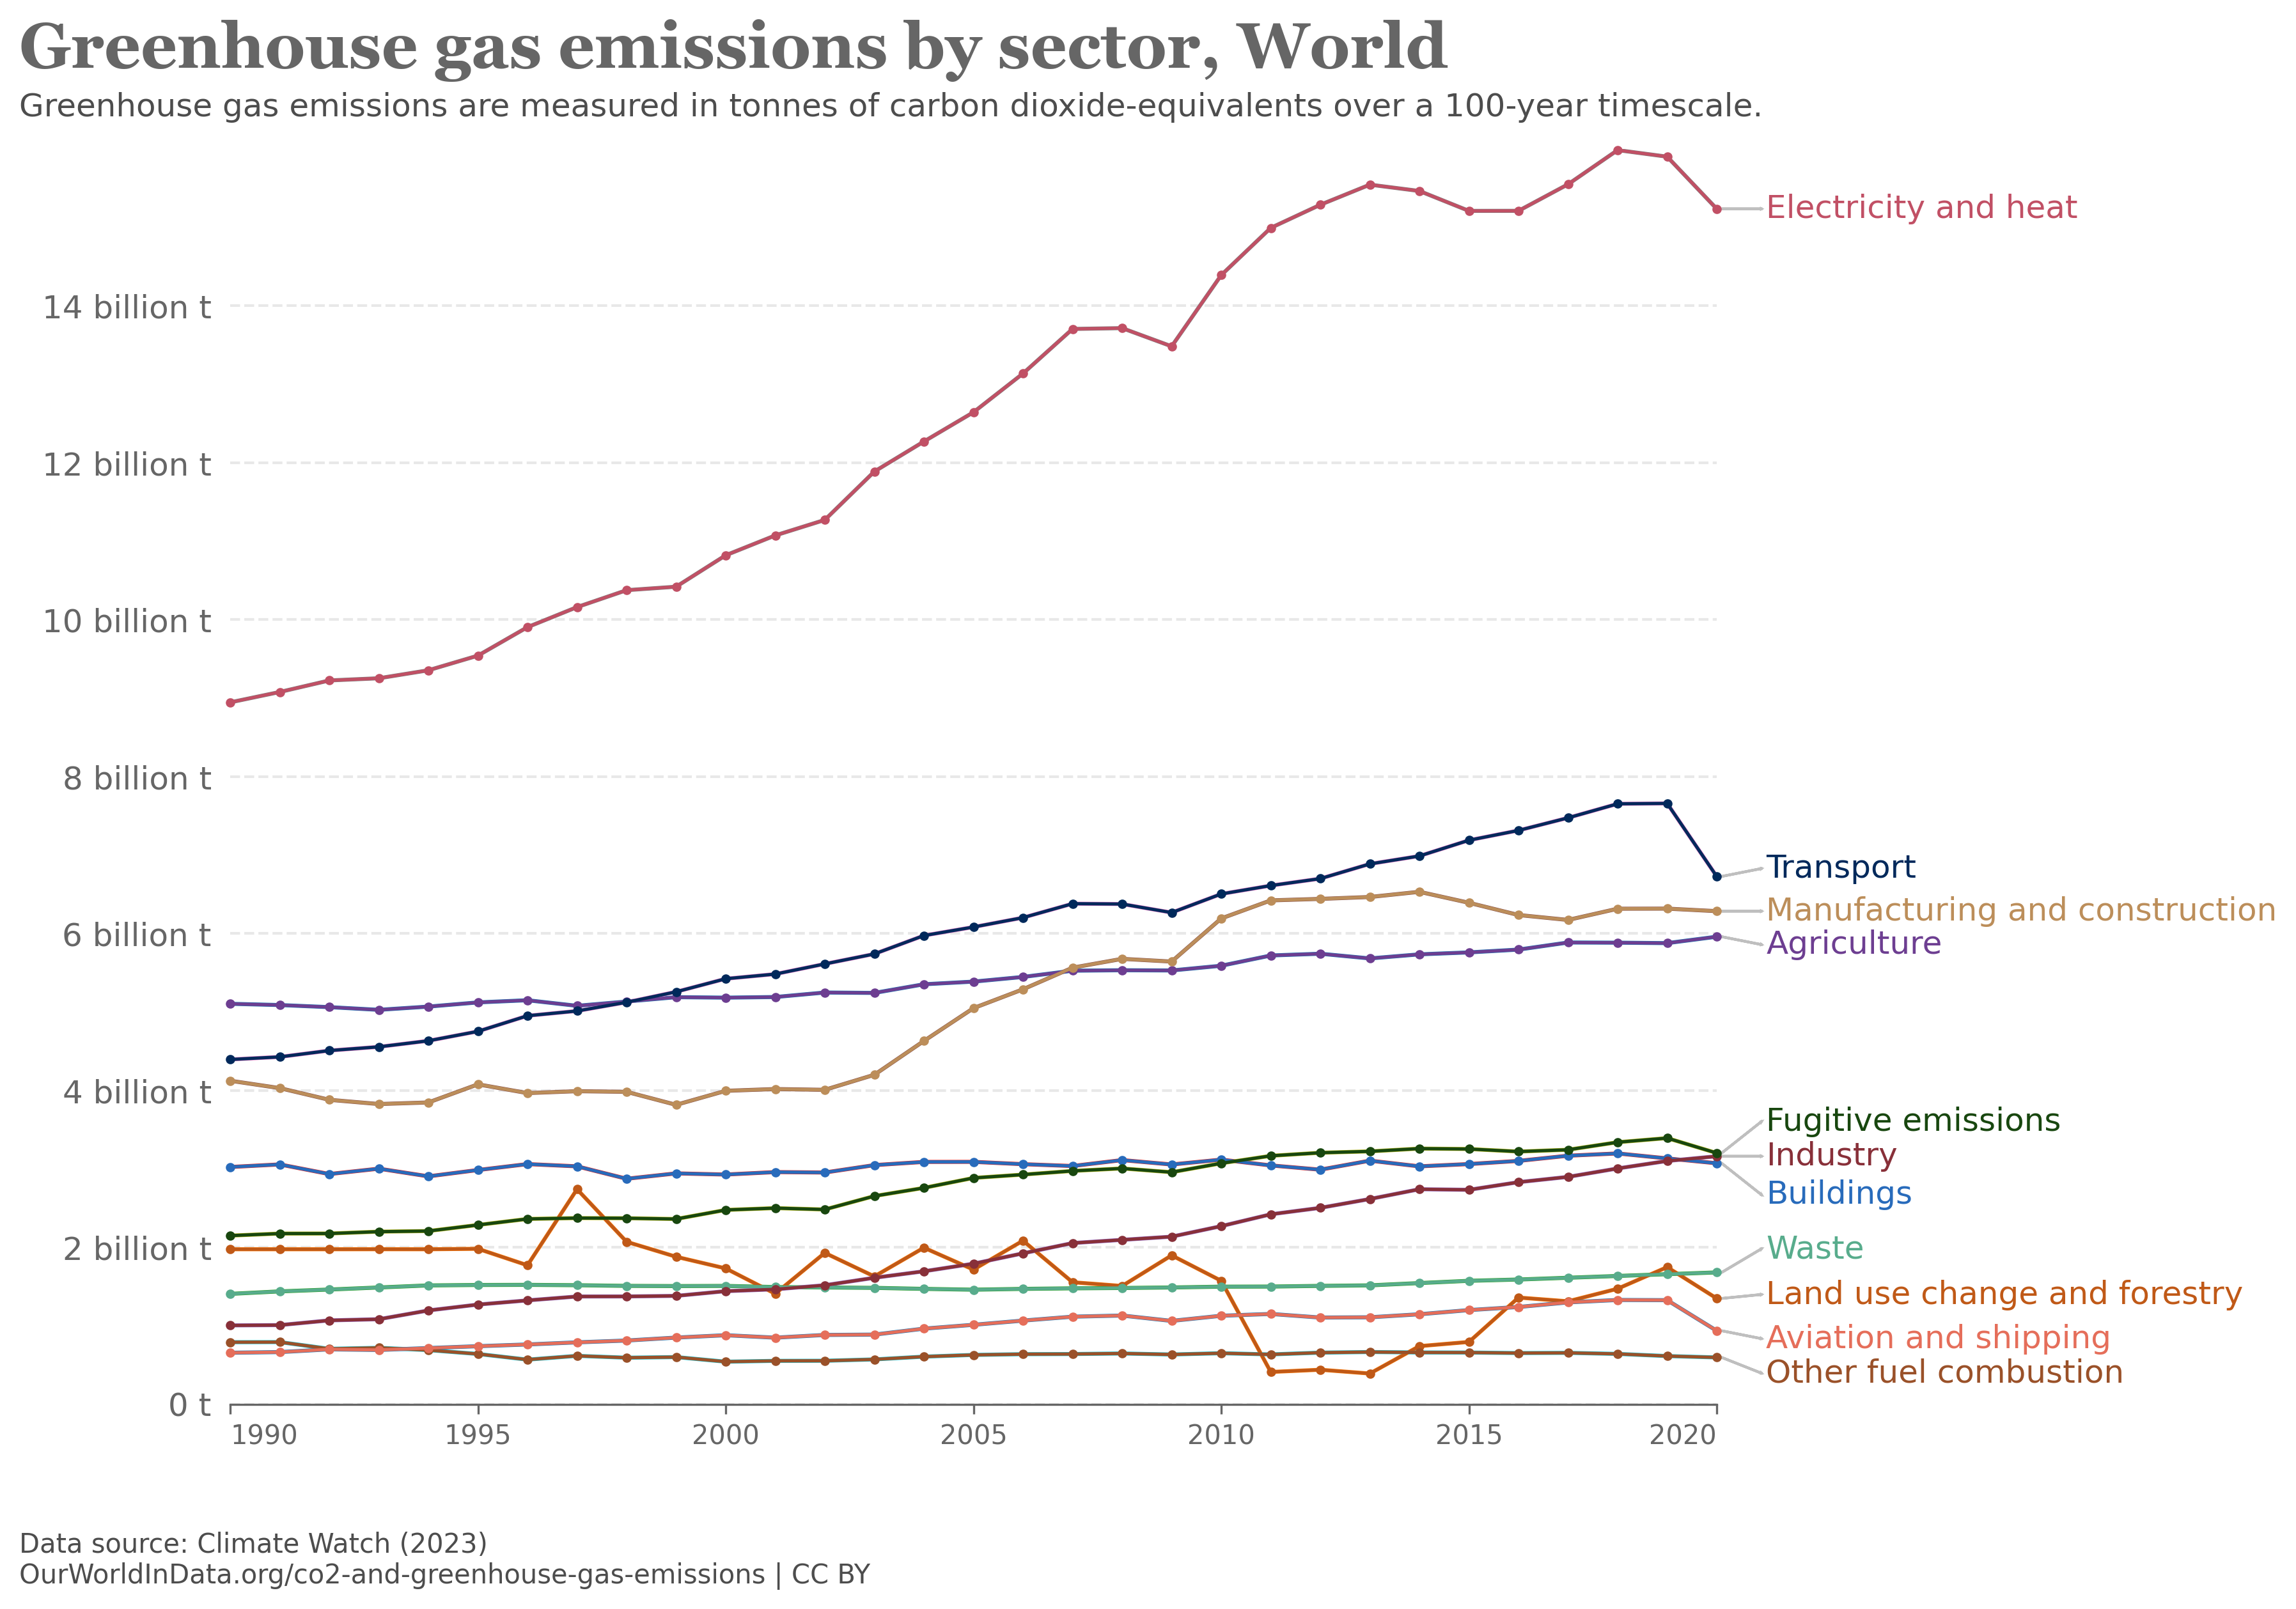 Greenhouse gas emissions by sector, World
Greenhouse gas emissions are measured in tonnes of carbon dioxide-equivalents over a 100-year timescale.
Electricity and heat
14 billion t
12 billion t
10 billion t
8 billion t
Transport
Manufacturing and construction
6 billion t
Agriculture
4 billion t
Fugitive emissions
Industry
Buildings
2 billion t
Waste
Land use change and forestry
Aviation and shipping
Other fuel combustion
0 t
1990 1995 2000 2005 2010 2015 2020
Data source: Climate Watch (2023)
OurWorldInData.org/co2-and-greenhouse-gas-emissions | CC BY